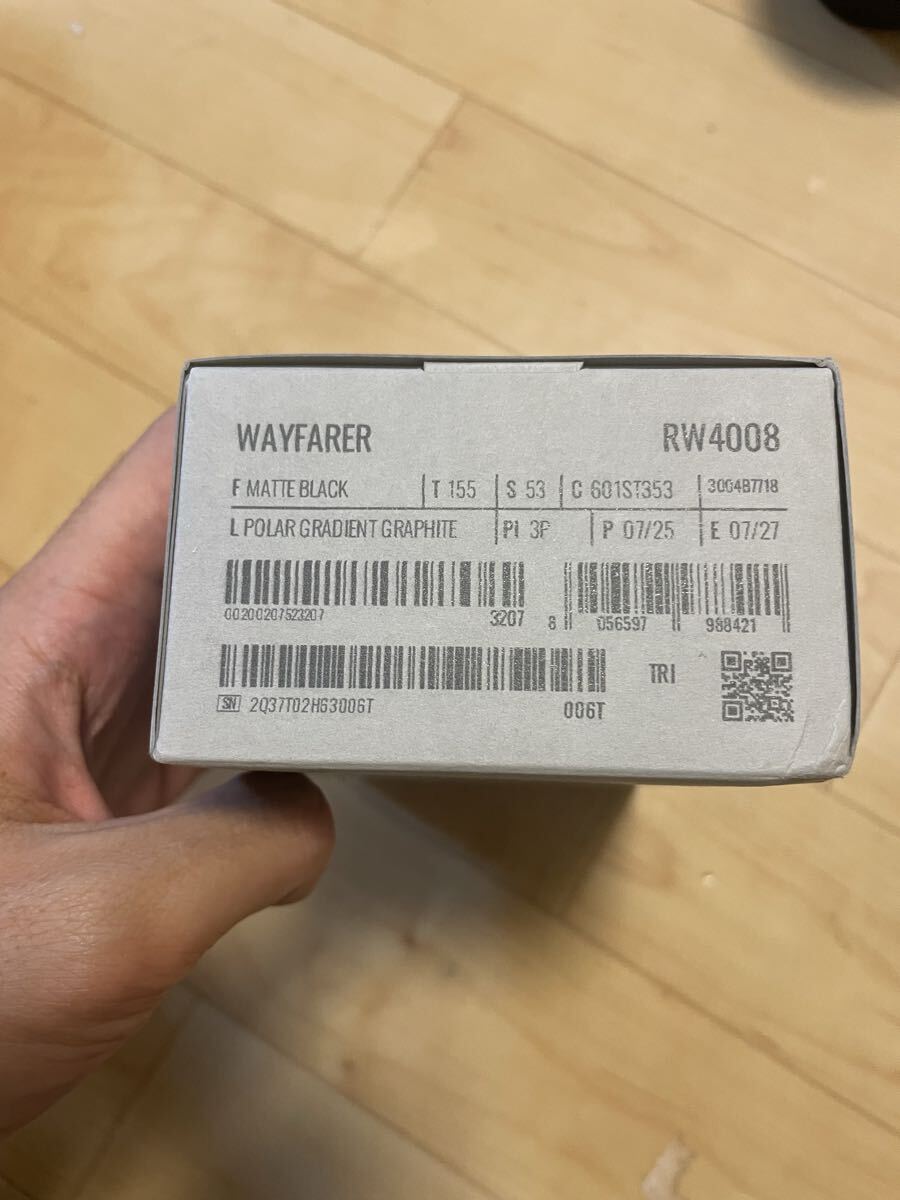 WAYFARER RW4008
F MATTE BLACK T 155 S 53 C 601ST353 3004B7718
L POLAR GRADIENT GRAPHITE PI 3P P 07/25 E 07/27
00200207523207 3207 8 056597 988421
TRI
SN 2Q37T02H63006T 006T